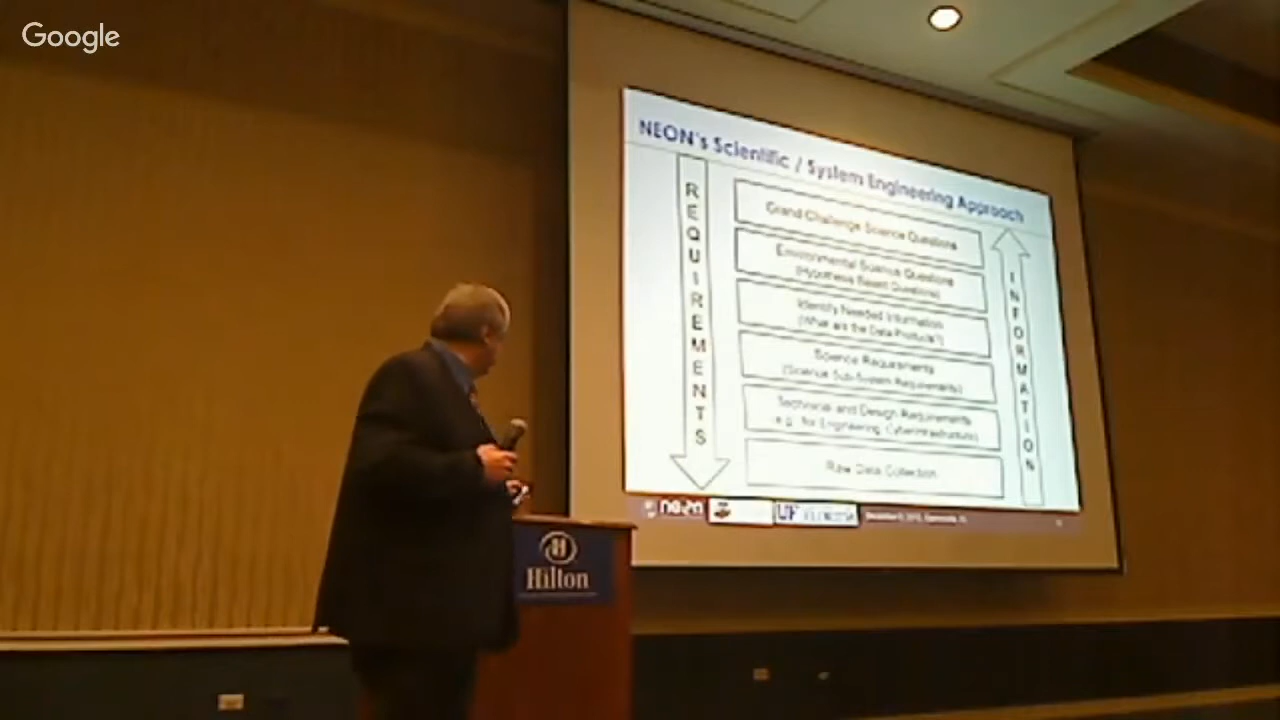 Google
NEON's Scientific / System Engineering Approach
REQUIREMENTS
Grand Challenge Science Questions
Environmental Science Questions
(Hypothesis Based Questions)
Identify Needed Information
(What are the Data Products?)
Science Requirements
(Science Sub-System Requirements)
Technical and Design Requirements
(e.g. for Engineering, Cyberinfrastructure)
Raw Data Collection
INFORMATION
neon
UF
Hilton